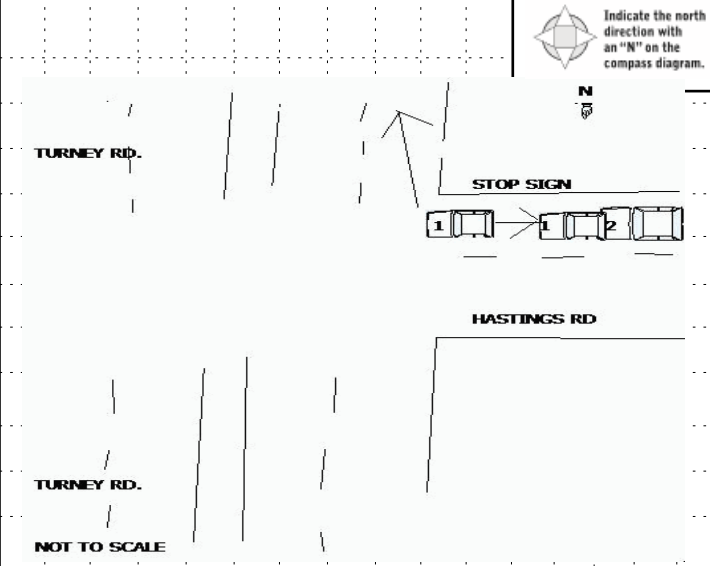 Indicate the north
direction with
an "N" on the
compass diagram.
N
TURNEY RD.
STOP SIGN
1
1
2
HASTINGS RD
TURNEY RD.
NOT TO SCALE